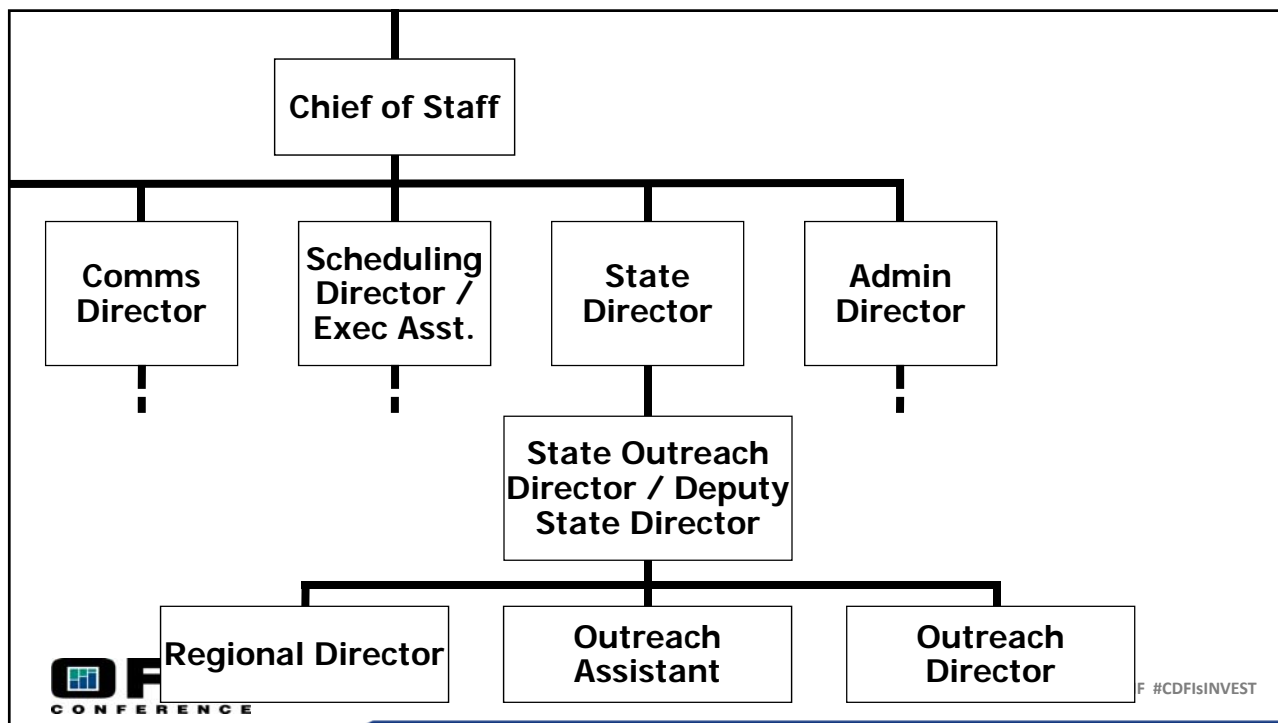 Chief of Staff
Comms
Director
Scheduling
Director /
Exec Asst.
State
Director
Admin
Director
State Outreach
Director / Deputy
State Director
Regional Director
Outreach
Assistant
Outreach
Director
CONFERENCE
#CDFIsINVEST